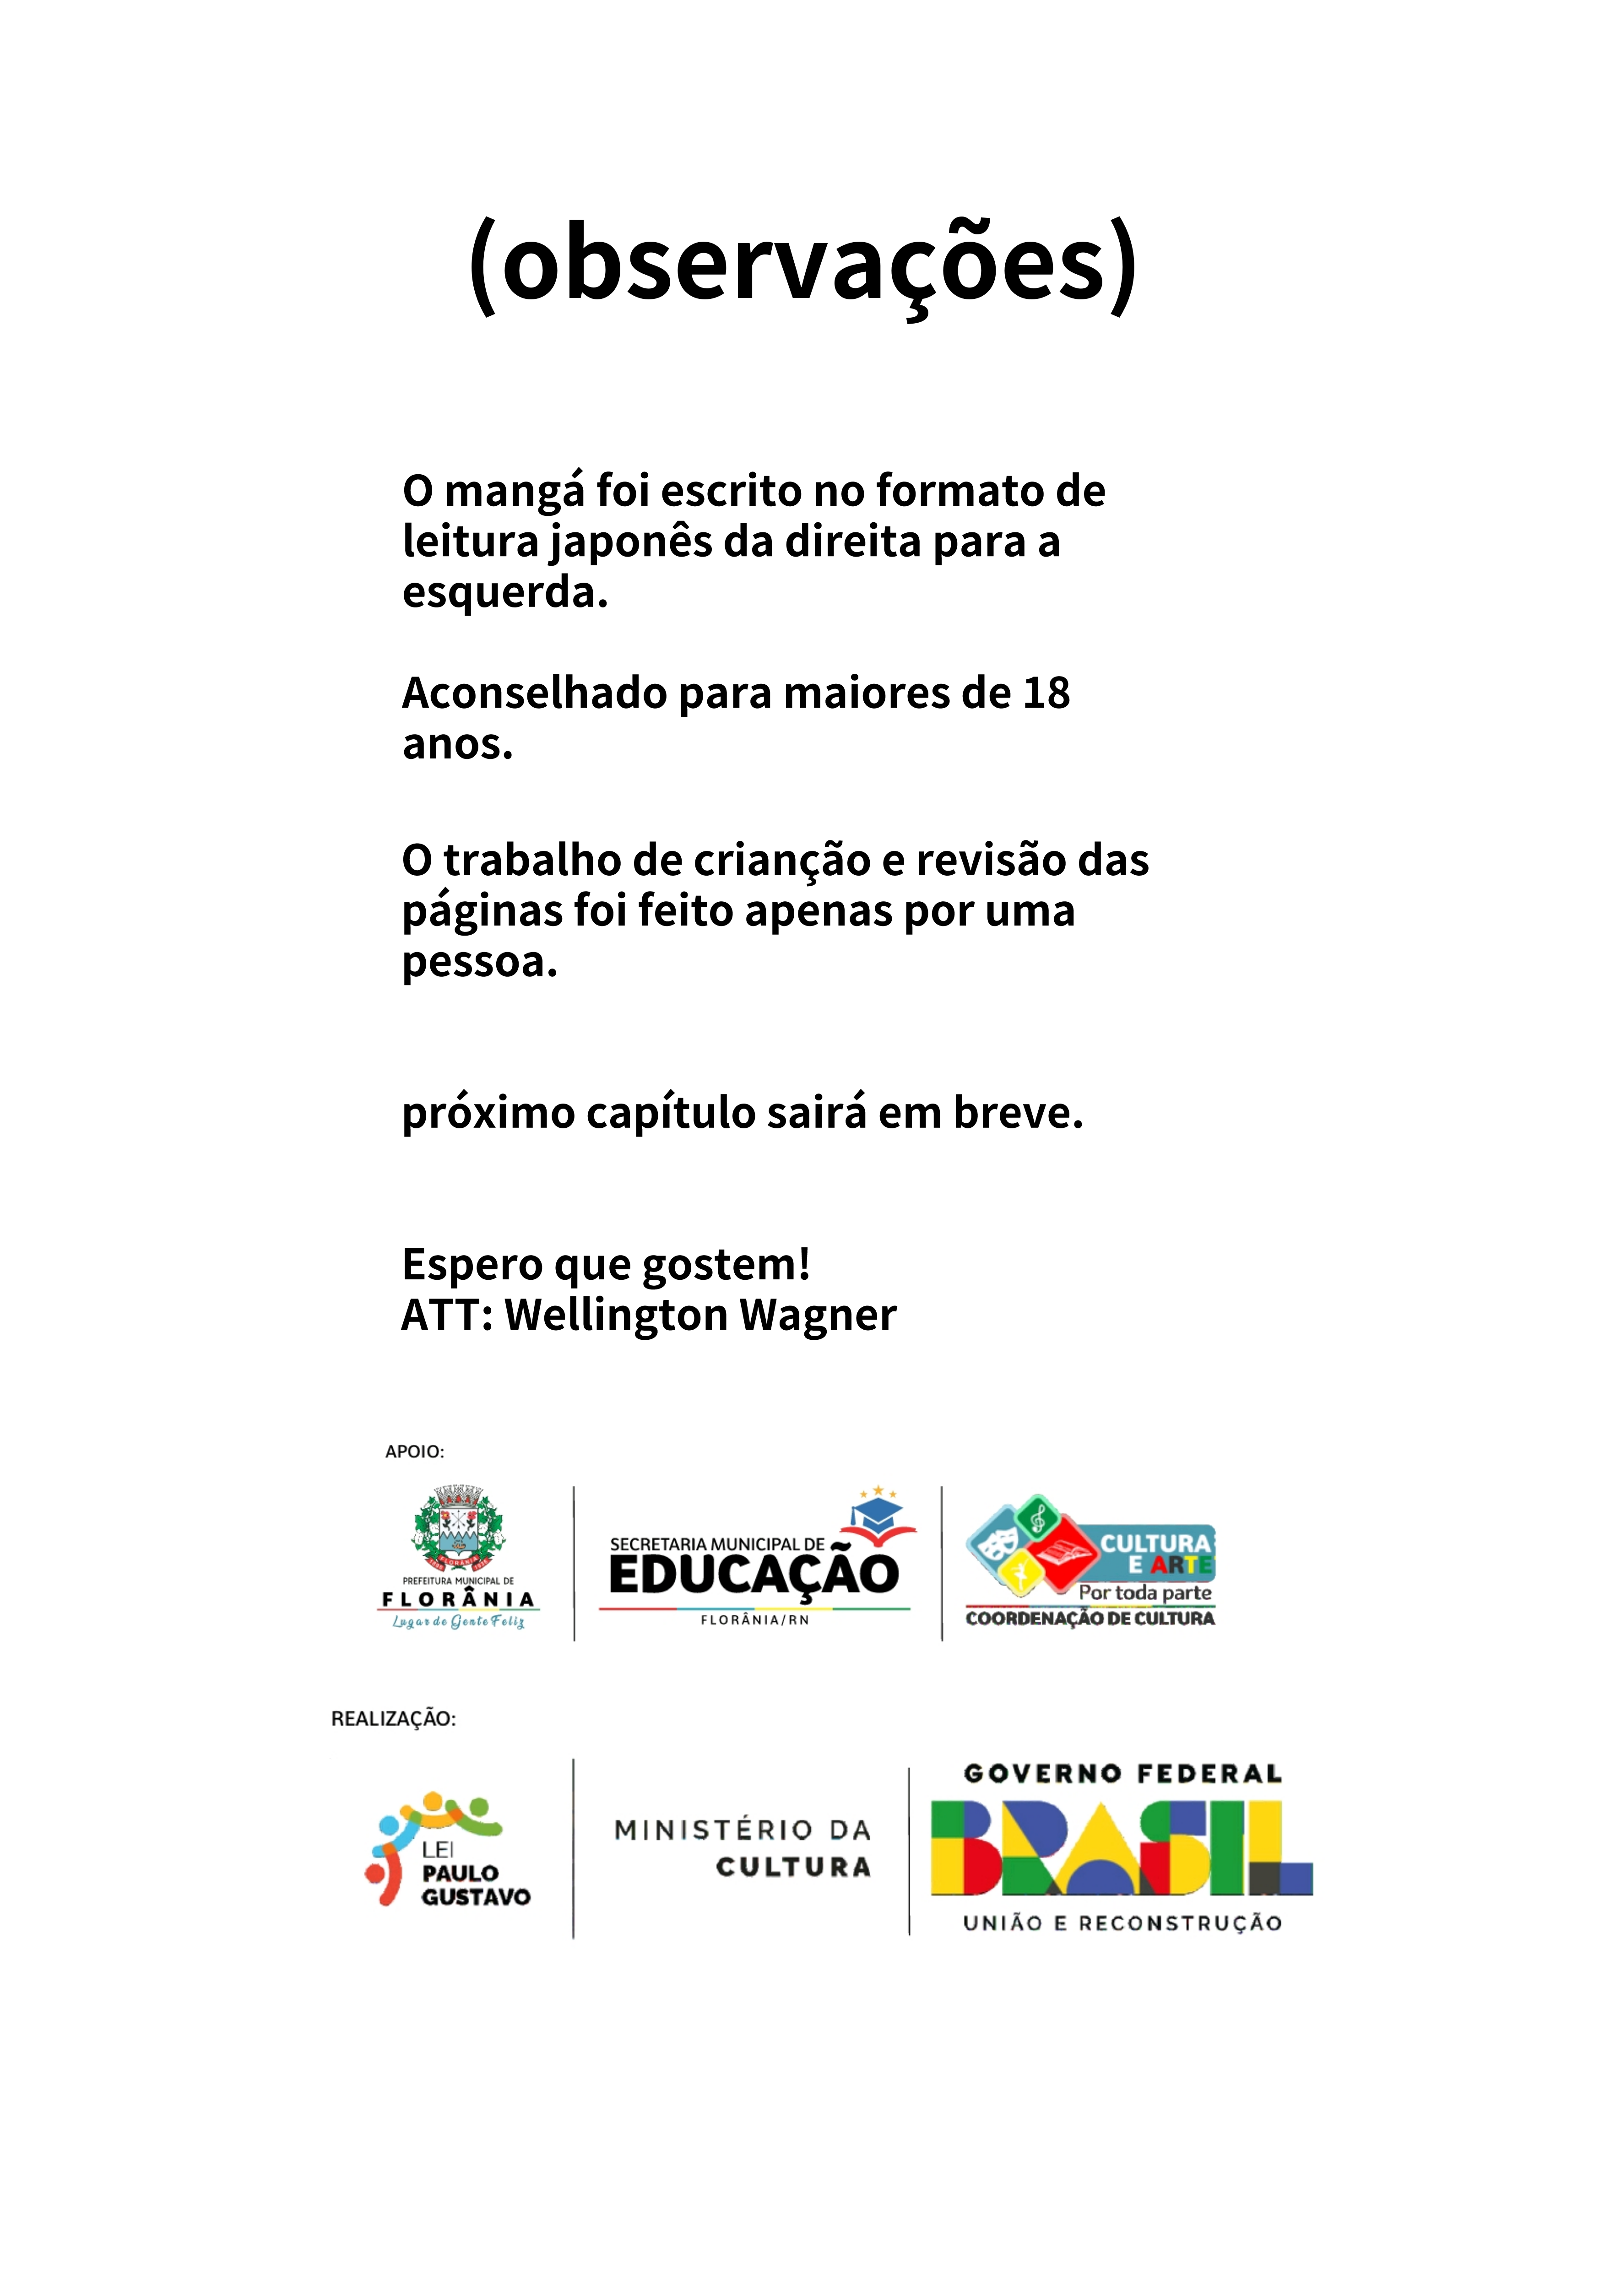 (observações)
O mangá foi escrito no formato de
leitura japonês da direita para a
esquerda.
Aconselhado para maiores de 18
anos.
O trabalho de crianção e revisão das
páginas foi feito apenas por uma
pessoa.
próximo capítulo sairá em breve.
Espero que gostem!
ATT: Wellington Wagner
APOIO:
FLORÂNIA
PREFEITURA MUNICIPAL DE
FLORÂNIA
Lugar de Gente Feliz
SECRETARIA MUNICIPAL DE
EDUCAÇÃO
FLORÂNIA/RN
CULTURA
E ARTE
Por toda parte
COORDENAÇÃO DE CULTURA
REALIZAÇÃO:
LEI
PAULO
GUSTAVO
MINISTÉRIO DA
CULTURA
GOVERNO FEDERAL
BRASIL
UNIÃO E RECONSTRUÇÃO